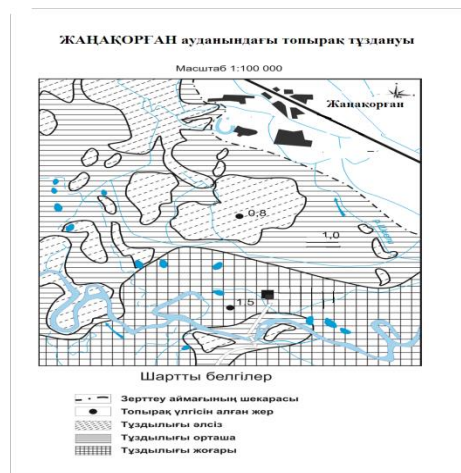 ЖАҢАҚОРҒАН ауданындағы топырақ тұздануы
Масштаб 1:100 000
Жаңақорған
0,8
1,0
1,5
Шартты белгілер
Зерттеу аймағының шекарасы
Топырақ үлгісін алған жер
Тұздылығы әлсіз
Тұздылығы орташа
Тұздылығы жоғары